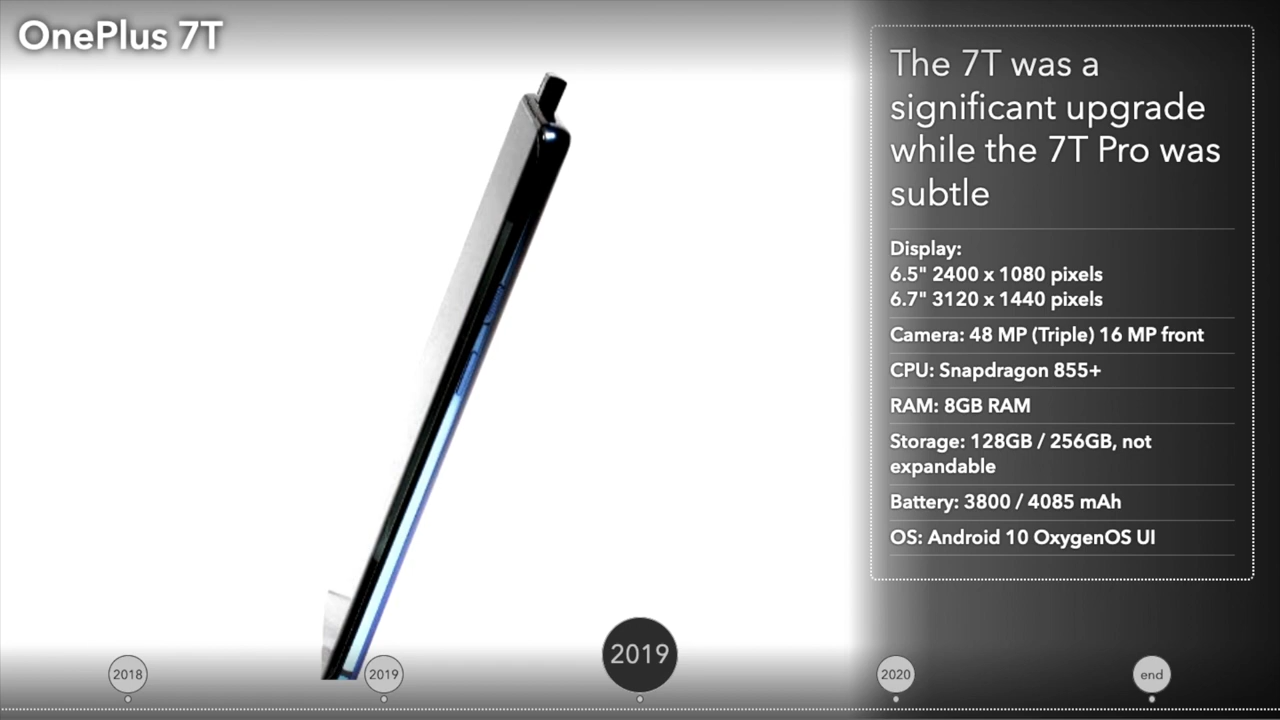 OnePlus 7T
The 7T was a
significant upgrade
while the 7T Pro was
subtle
Display:
6.5" 2400 x 1080 pixels
6.7" 3120 x 1440 pixels
Camera: 48 MP (Triple) 16 MP front
CPU: Snapdragon 855+
RAM: 8GB RAM
Storage: 128GB / 256GB, not
expandable
Battery: 3800 / 4085 mAh
OS: Android 10 OxygenOS UI
2018
2019
2019
2020
end